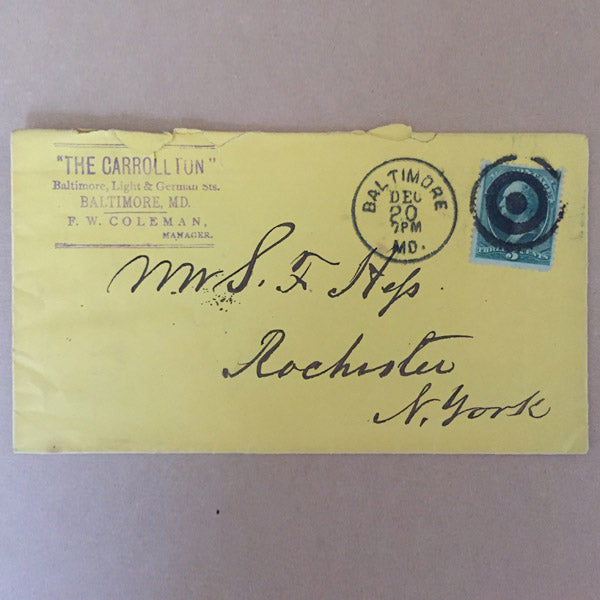 "THE CARROLLTON"
Baltimore, Light & German Sts.
BALTIMORE, MD.
F. W. COLEMAN,
MANAGER.
BALTIMORE
DEC
20
7PM
MD.
THREE CENTS
3
Mr S. F. Hess.
Rochester
N. York